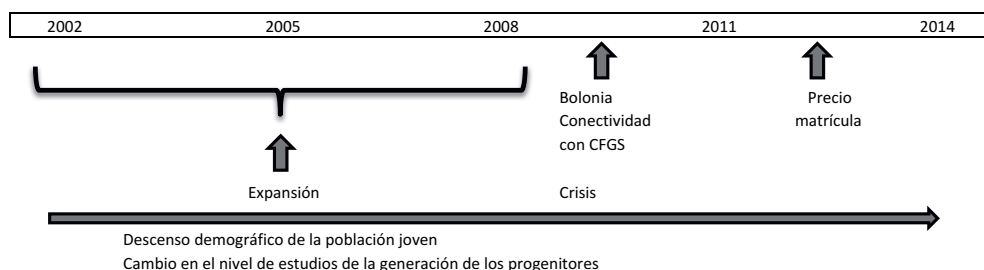 2002 2005 2008 2011 2014
Bolonia
Conectividad
con CFGS
Precio
matrícula
Expansión
Crisis
Descenso demográfico de la población joven
Cambio en el nivel de estudios de la generación de los progenitores